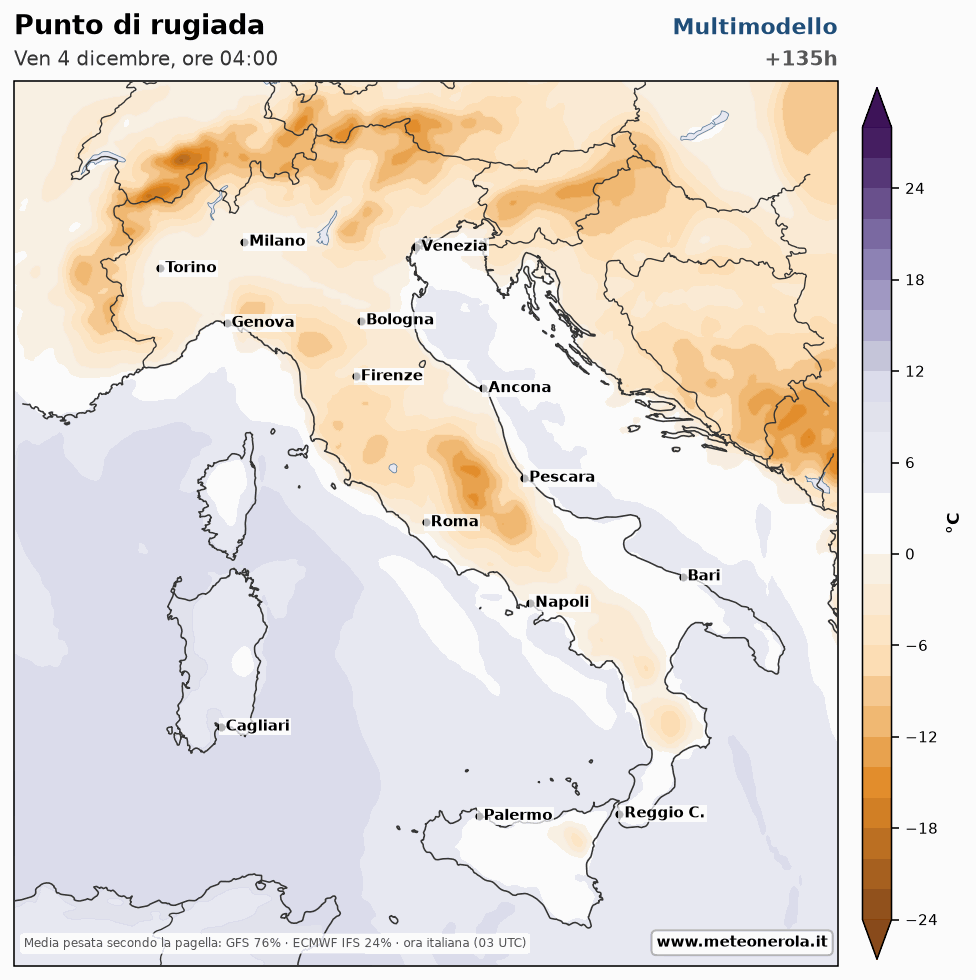 Punto di rugiada
Multimodello
Ven 4 dicembre, ore 04:00
+135h
Milano
Venezia
Torino
Genova
Bologna
Firenze
Ancona
Pescara
Roma
Bari
Napoli
Cagliari
Palermo
Reggio C.
24
18
12
6
0
−6
−12
−18
−24
°C
Media pesata secondo la pagella: GFS 76% · ECMWF IFS 24% · ora italiana (03 UTC)
www.meteonerola.it